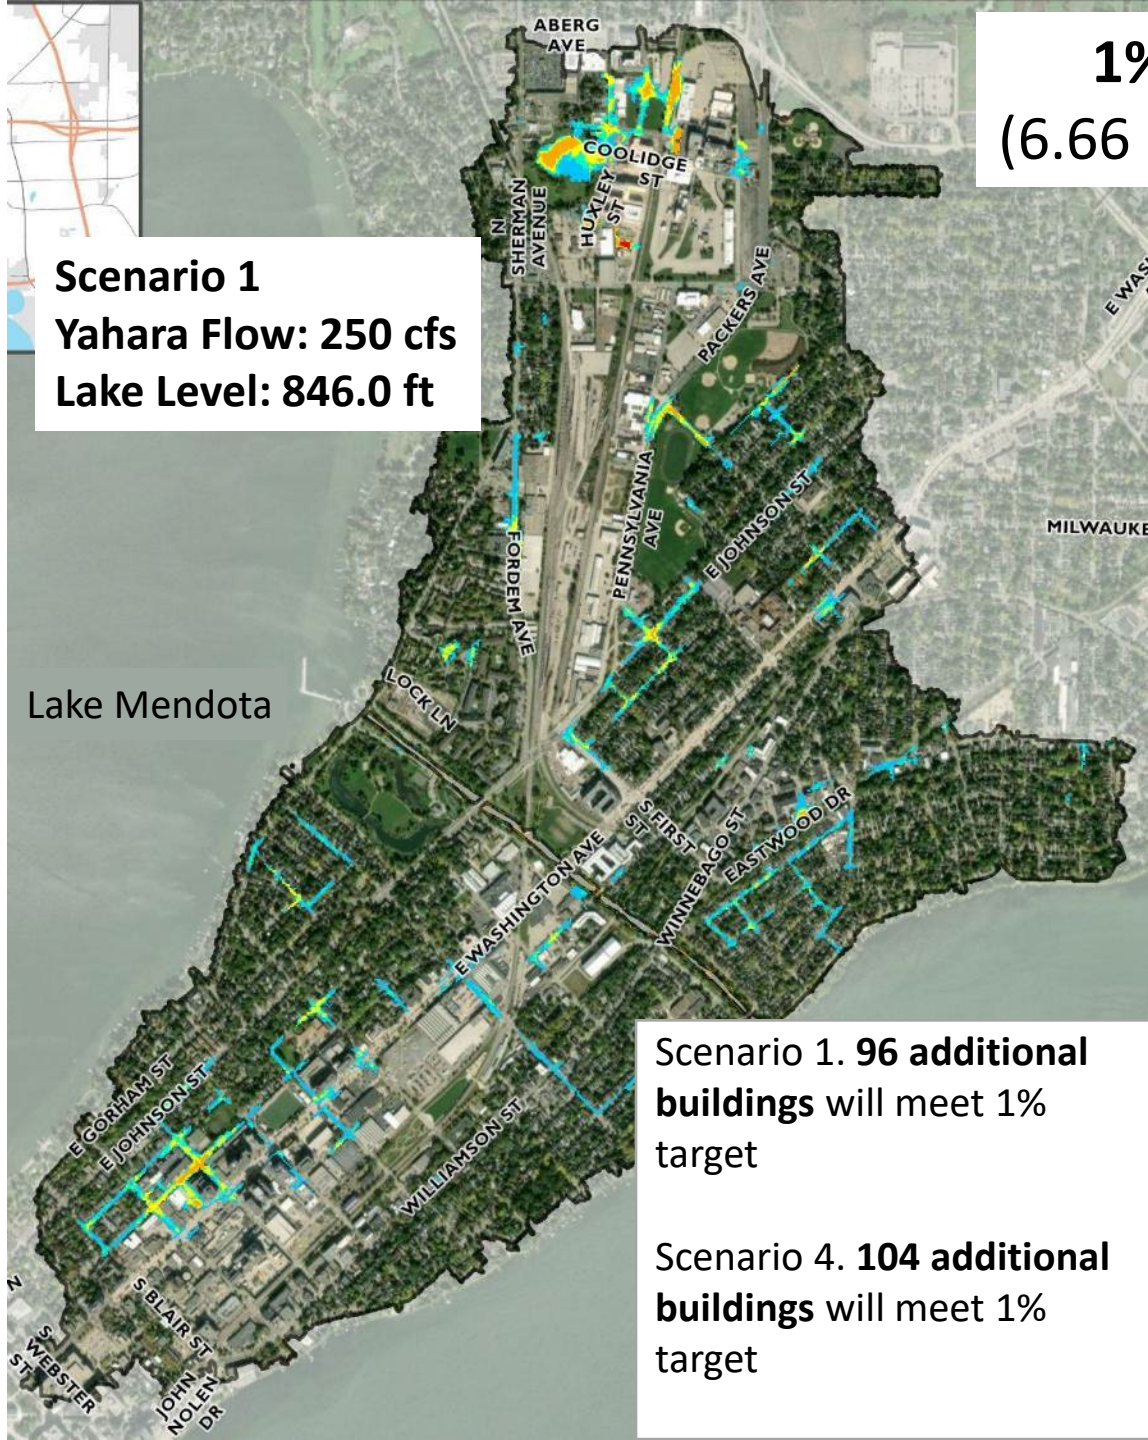 ABERG
AVE
1%
(6.66
COOLIDGE
ST
HUXLEY
ST
N
SHERMAN
AVENUE
Scenario 1
Yahara Flow: 250 cfs
Lake Level: 846.0 ft
PACKERS AVE
E WAS
PENNSYLVANIA
AVE
E JOHNSON ST
MILWAUKE
FORDEM AVE
Lake Mendota
LOCK LN
S FIRST
ST
WINNEBAGO ST
EASTWOOD DR
E WASHINGTON AVE
E GORHAM ST
E JOHNSON ST
WILLIAMSON ST
Scenario 1. 96 additional
buildings will meet 1%
target
Scenario 4. 104 additional
buildings will meet 1%
target
S BLAIR ST
N
S
WEBSTER
ST
JOHN
NOLEN
DR